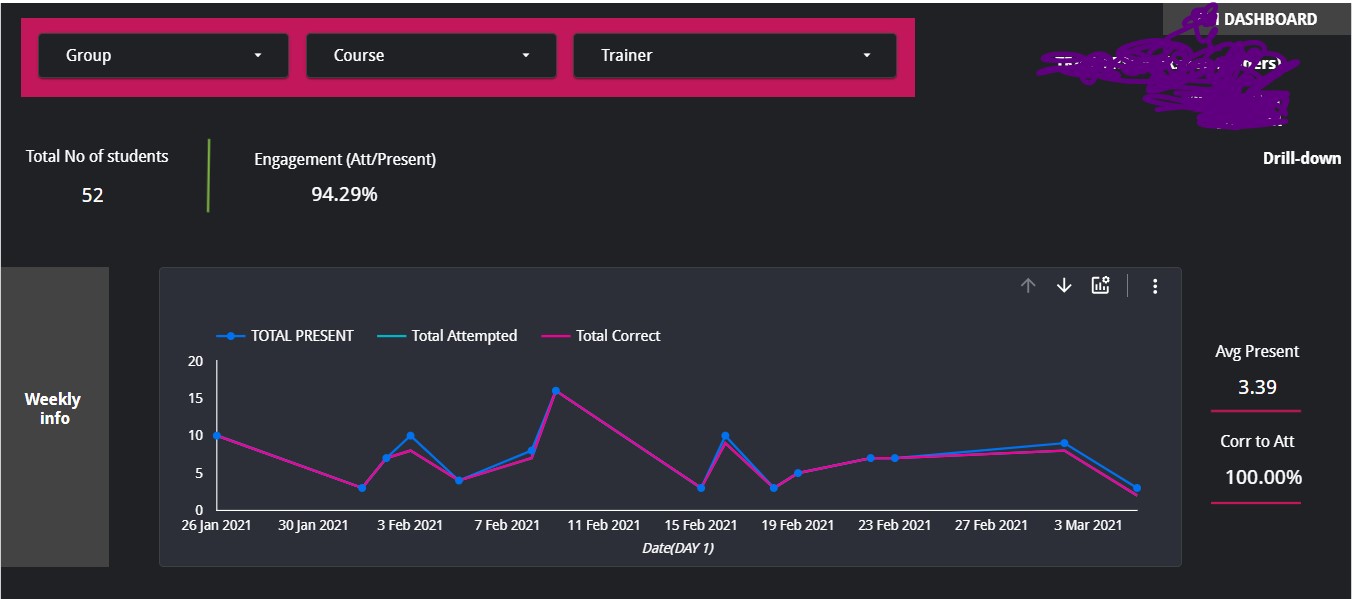 Group
Course
Trainer
DASHBOARD
Total No of students
52
Engagement (Att/Present)
94.29%
Drill-down
Weekly
info
TOTAL PRESENT
Total Attempted
Total Correct
20
15
10
5
0
26 Jan 2021
30 Jan 2021
3 Feb 2021
7 Feb 2021
11 Feb 2021
15 Feb 2021
19 Feb 2021
23 Feb 2021
27 Feb 2021
3 Mar 2021
Date(DAY 1)
Avg Present
3.39
Corr to Att
100.00%